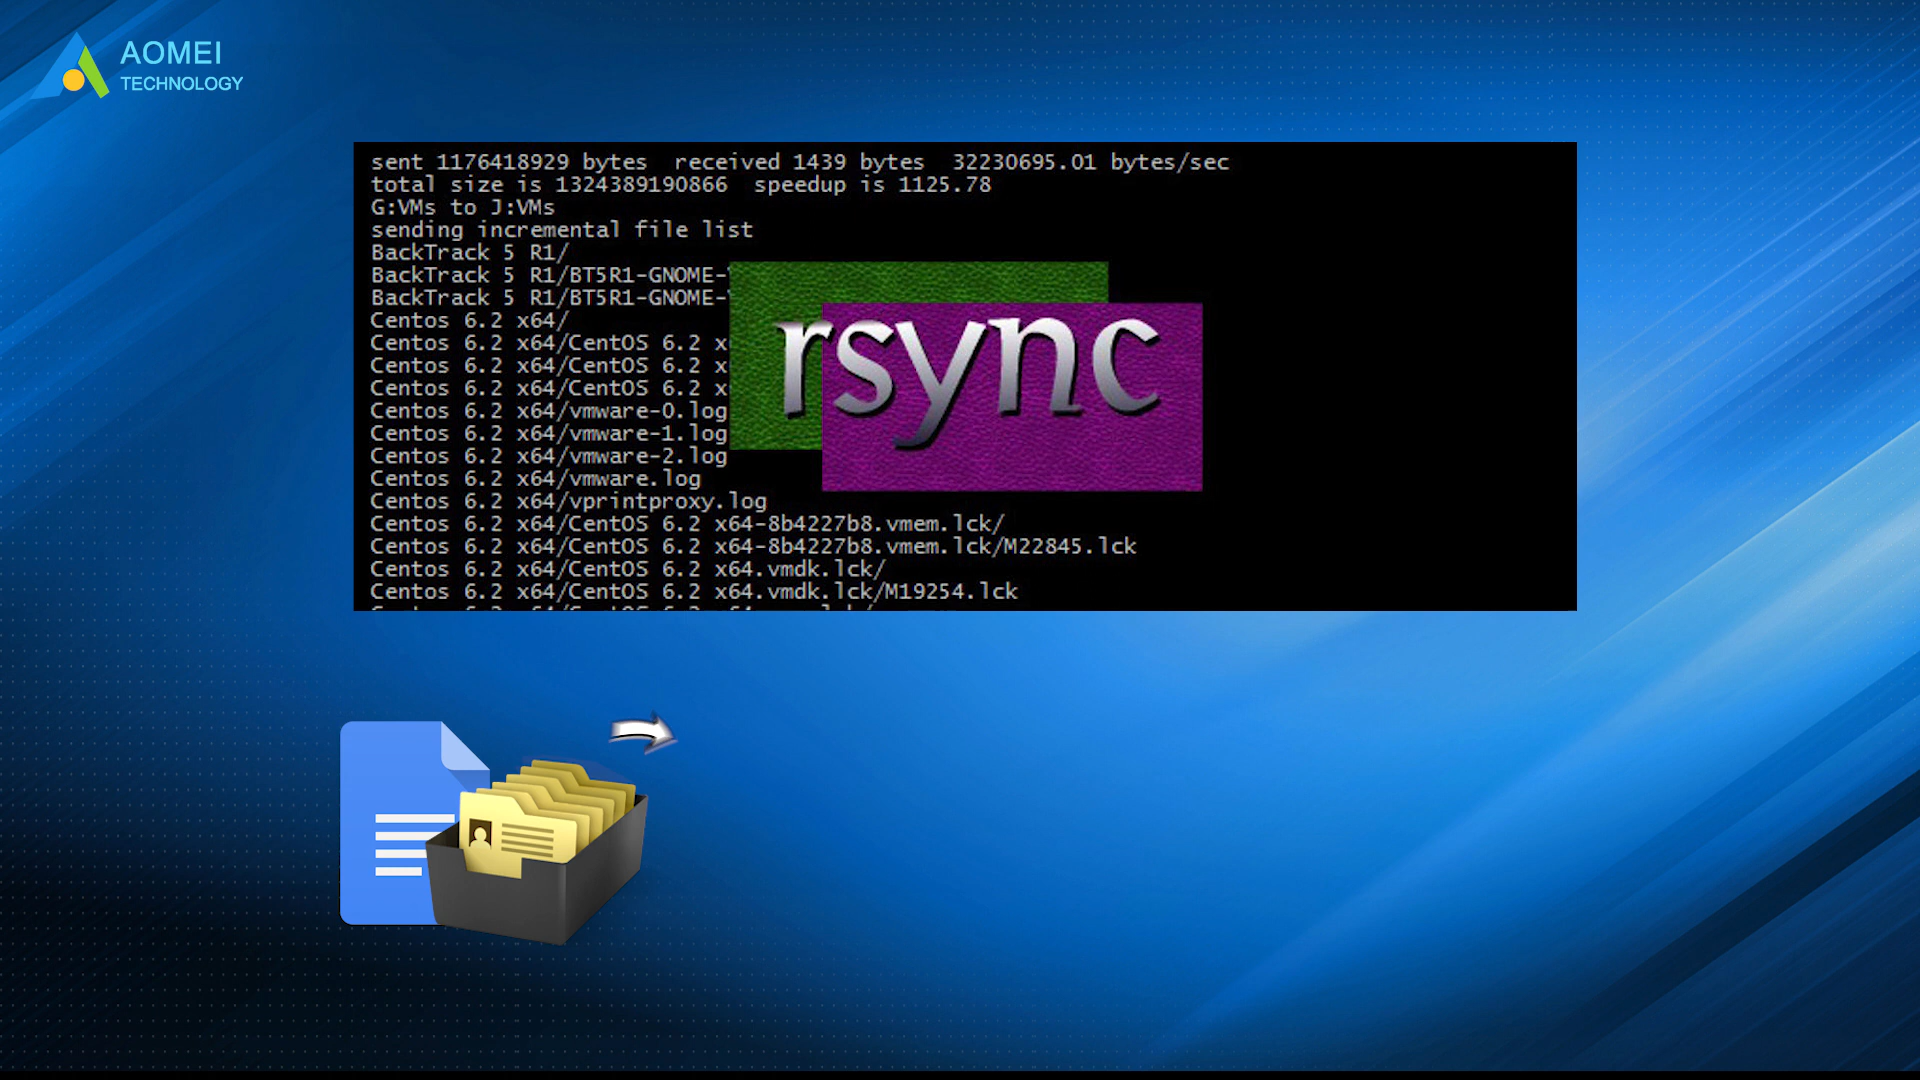 AOMEI
TECHNOLOGY
sent 1176418929 bytes  received 1439 bytes  32230695.01 bytes/sec
total size is 1324389190866  speedup is 1125.78
G:VMs to J:VMs
sending incremental file list
BackTrack 5 R1/
BackTrack 5 R1/BT5R1-GNOME-
BackTrack 5 R1/BT5R1-GNOME-
Centos 6.2 x64/
Centos 6.2 x64/CentOS 6.2 x
Centos 6.2 x64/CentOS 6.2 x
Centos 6.2 x64/CentOS 6.2 x
Centos 6.2 x64/vmware-0.log
Centos 6.2 x64/vmware-1.log
Centos 6.2 x64/vmware-2.log
Centos 6.2 x64/vmware.log
Centos 6.2 x64/vprintproxy.log
Centos 6.2 x64/CentOS 6.2 x64-8b4227b8.vmem.lck/
Centos 6.2 x64/CentOS 6.2 x64-8b4227b8.vmem.lck/M22845.lck
Centos 6.2 x64/CentOS 6.2 x64.vmdk.lck/
Centos 6.2 x64/CentOS 6.2 x64.vmdk.lck/M19254.lck
rsync